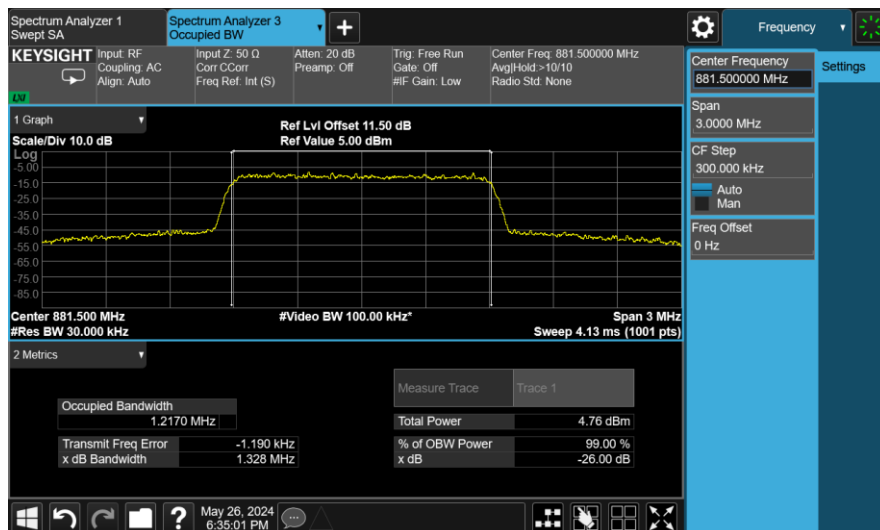 Spectrum Analyzer 1
Swept SA
Spectrum Analyzer 3
Occupied BW
Frequency
KEYSIGHT
Input: RF
Coupling: AC
Align: Auto
Input Z: 50 Ω
Corr CCorr
Freq Ref: Int (S)
Atten: 20 dB
Preamp: Off
Trig: Free Run
Gate: Off
#IF Gain: Low
Center Freq: 881.500000 MHz
Avg|Hold:>10/10
Radio Std: None
LXI
Center Frequency
881.500000 MHz
Settings
Span
3.0000 MHz
CF Step
300.000 kHz
Auto
Man
Freq Offset
0 Hz
1 Graph
Scale/Div 10.0 dB
Ref Lvl Offset 11.50 dB
Ref Value 5.00 dBm
Log
-5.00
-15.0
-25.0
-35.0
-45.0
-55.0
-65.0
-75.0
-85.0
Center 881.500 MHz
#Video BW 100.00 kHz*
Span 3 MHz
#Res BW 30.000 kHz
Sweep 4.13 ms (1001 pts)
2 Metrics
Measure Trace Trace 1
Occupied Bandwidth
1.2170 MHz
Total Power 4.76 dBm
Transmit Freq Error -1.190 kHz
% of OBW Power 99.00 %
x dB Bandwidth 1.328 MHz
x dB -26.00 dB
?
May 26, 2024
6:35:01 PM